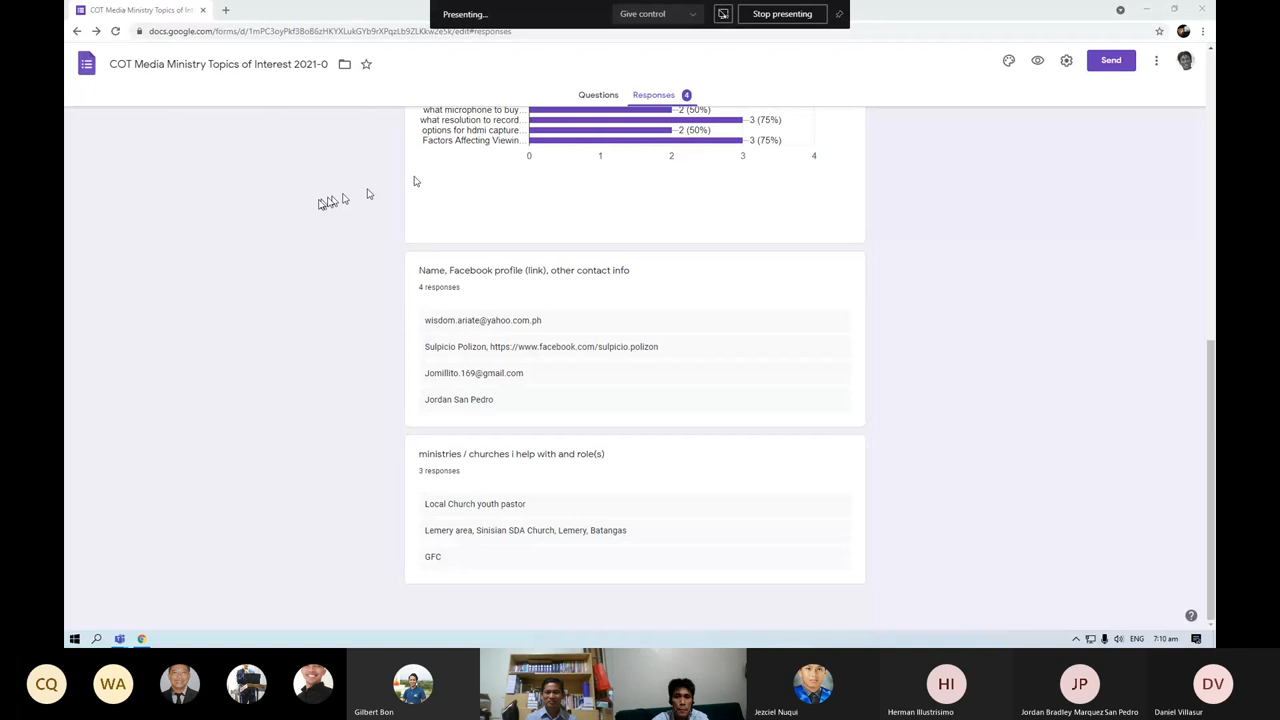 Presenting...
Give control
Stop presenting
COT Media Ministry Topics of Int
docs.google.com/forms/d/
COT Media Ministry Topics of Interest 2021-0
Send
Questions
Responses 4
what microphone to buy...
2 (50%)
what resolution to record...
3 (75%)
options for hdmi capture...
2 (50%)
Factors Affecting Viewin...
3 (75%)
0 1 2 3 4
Name, Facebook profile (link), other contact info
4 responses
wisdom.ariate@yahoo.com.ph
Sulpicio Polizon, https://www.facebook.com/sulpicio.polizon
Jomillito.169@gmail.com
Jordan San Pedro
ministries / churches i help with and role(s)
3 responses
Local Church youth pastor
Lemery area, Sinisian SDA Church, Lemery, Batangas
GFC
ENG 7:10 am
CQ
WA
Gilbert Bon
Jezciel Nuqui
HI
Herman Illustrisimo
JP
Jordan Bradley Marquez San Pedro
DV
Daniel Villasur